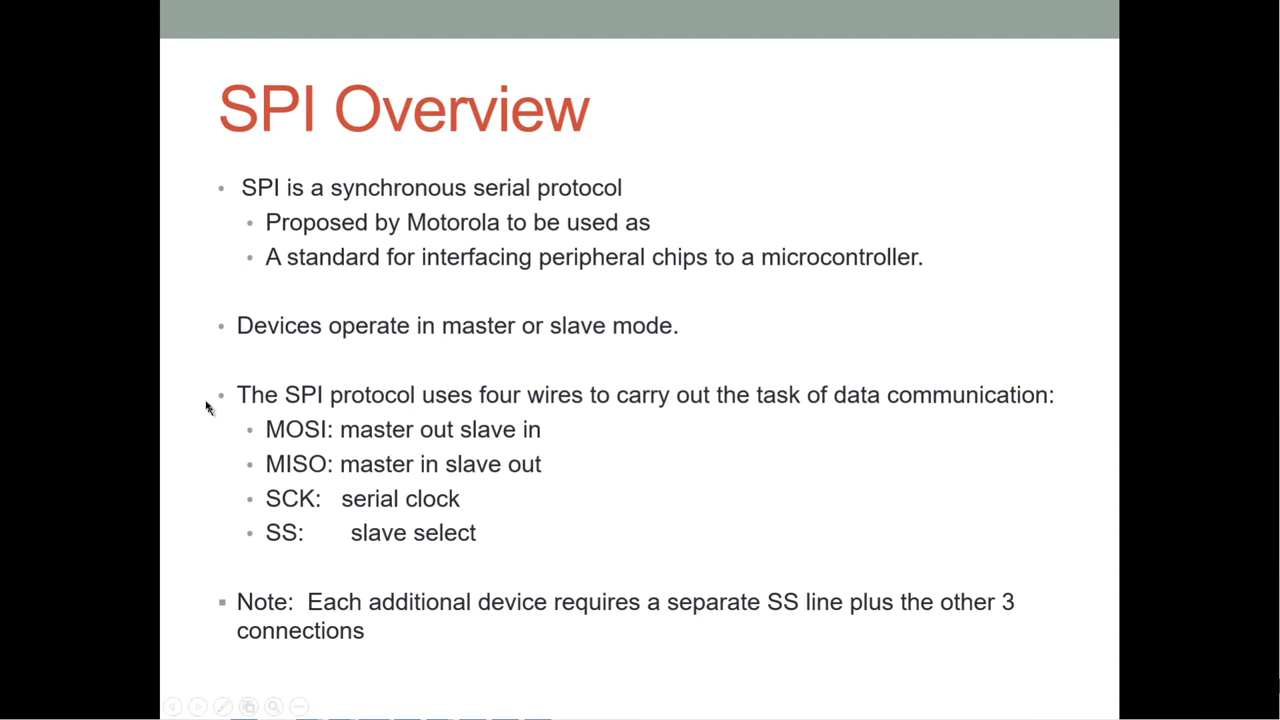 SPI Overview
SPI is a synchronous serial protocol
Proposed by Motorola to be used as
A standard for interfacing peripheral chips to a microcontroller.
Devices operate in master or slave mode.
The SPI protocol uses four wires to carry out the task of data communication:
MOSI: master out slave in
MISO: master in slave out
SCK: serial clock
SS: slave select
Note: Each additional device requires a separate SS line plus the other 3
connections